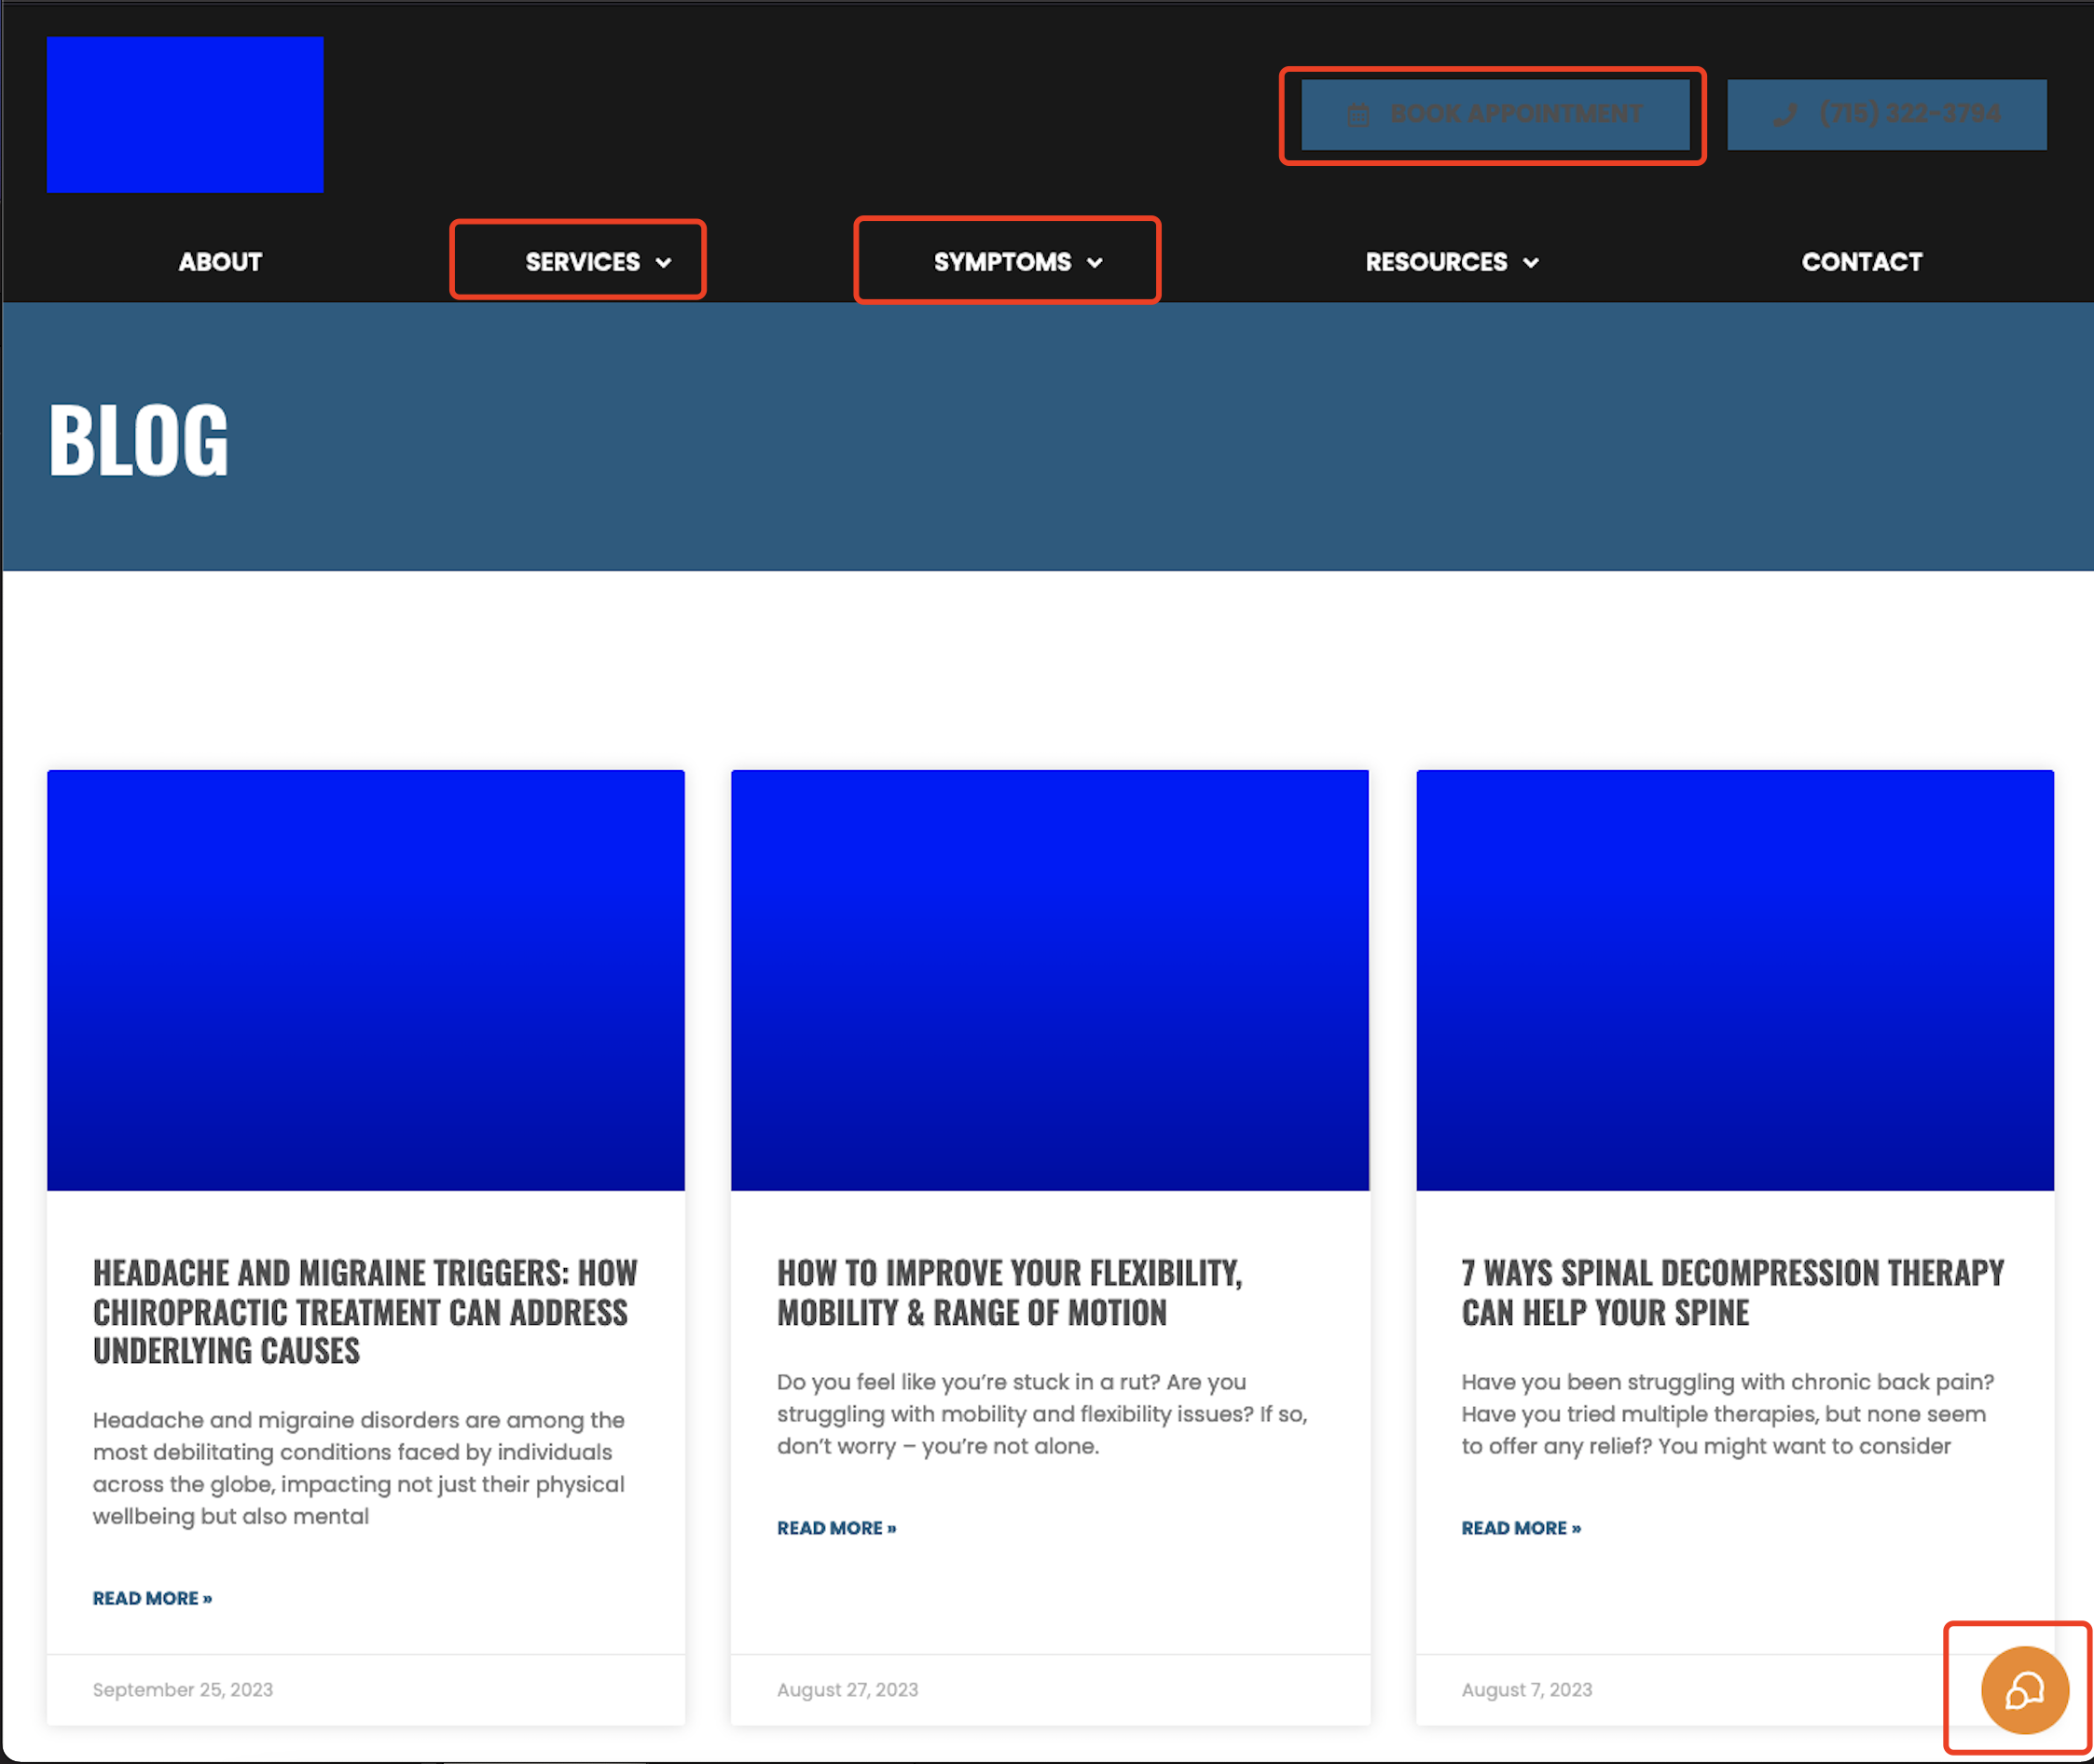 BOOK APPOINTMENT
(715) 322-3794
ABOUT
SERVICES
SYMPTOMS
RESOURCES
CONTACT
BLOG
HEADACHE AND MIGRAINE TRIGGERS: HOW
CHIROPRACTIC TREATMENT CAN ADDRESS
UNDERLYING CAUSES
Headache and migraine disorders are among the
most debilitating conditions faced by individuals
across the globe, impacting not just their physical
wellbeing but also mental
READ MORE »
September 25, 2023
HOW TO IMPROVE YOUR FLEXIBILITY,
MOBILITY & RANGE OF MOTION
Do you feel like you’re stuck in a rut? Are you
struggling with mobility and flexibility issues? If so,
don’t worry – you’re not alone.
READ MORE »
August 27, 2023
7 WAYS SPINAL DECOMPRESSION THERAPY
CAN HELP YOUR SPINE
Have you been struggling with chronic back pain?
Have you tried multiple therapies, but none seem
to offer any relief? You might want to consider
READ MORE »
August 7, 2023